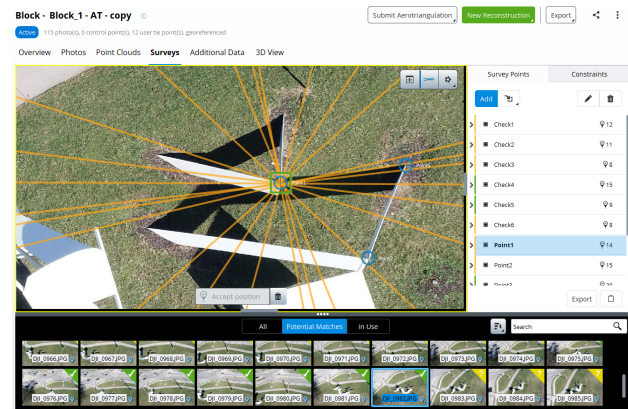 Block - Block_1 - AT - copy
Submit Aerotriangulation
New Reconstruction
Export
Active 115 photo(s), 0 control point(s), 12 user tie point(s), georeferenced
Overview Photos Point Clouds Surveys Additional Data 3D View
Survey Points Constraints
Add
Check1 12
Check2 11
Check3 8
Check4 15
Check5 9
Check6 8
Point1 14
Point2 15
Point3 20
Accept position
Export
All Potential Matches In Use
Search
DJI_0966.JPG DJI_0967.JPG DJI_0968.JPG DJI_0969.JPG DJI_0970.JPG DJI_0971.JPG DJI_0972.JPG DJI_0973.JPG DJI_0974.JPG DJI_0975.JPG
DJI_0976.JPG DJI_0977.JPG DJI_0978.JPG DJI_0979.JPG DJI_0980.JPG DJI_0981.JPG DJI_0982.JPG DJI_0983.JPG DJI_0984.JPG DJI_0985.JPG